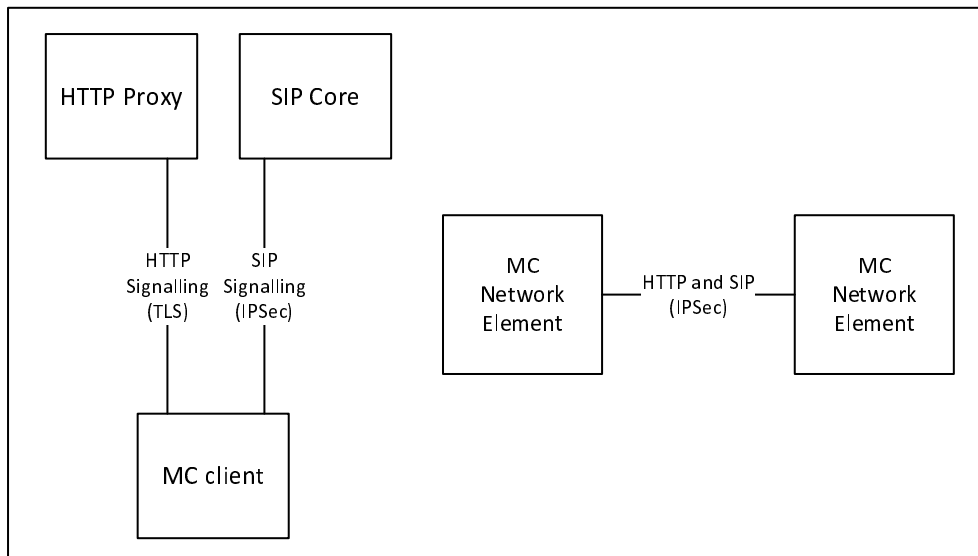 HTTP Proxy
SIP Core
HTTP
Signalling
(TLS)
SIP
Signalling
(IPSec)
MC client
MC
Network
Element
HTTP and SIP
(IPSec)
MC
Network
Element